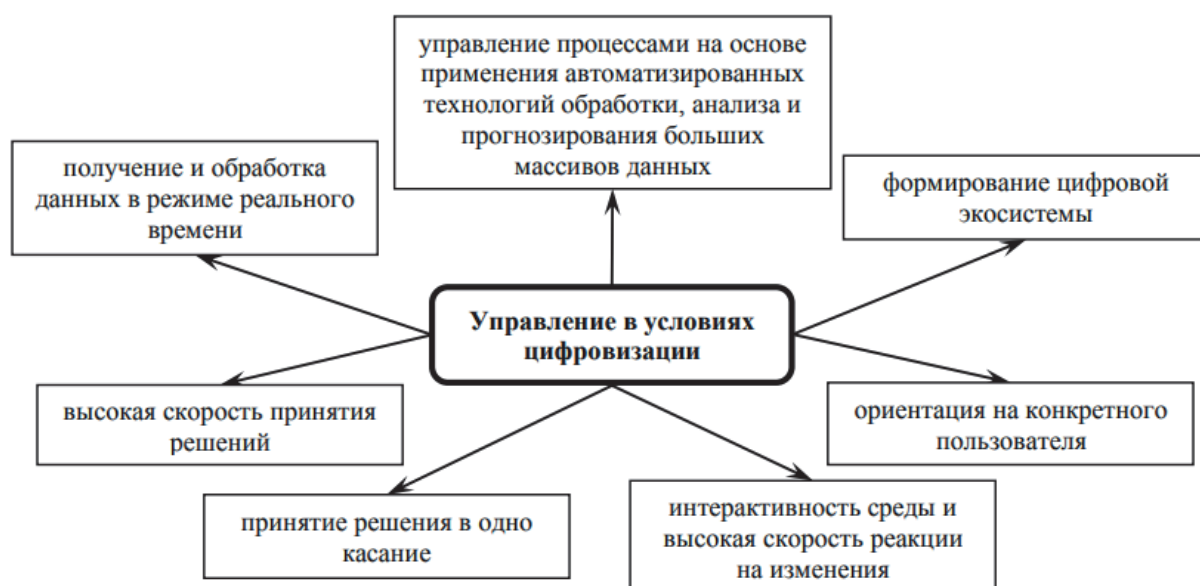 управление процессами на основе
применения автоматизированных
технологий обработки, анализа и
прогнозирования больших
массивов данных
получение и обработка
данных в режиме реального
времени
формирование цифровой
экосистемы
Управление в условиях
цифровизации
высокая скорость принятия
решений
ориентация на конкретного
пользователя
принятие решения в одно
касание
интерактивность среды и
высокая скорость реакции
на изменения